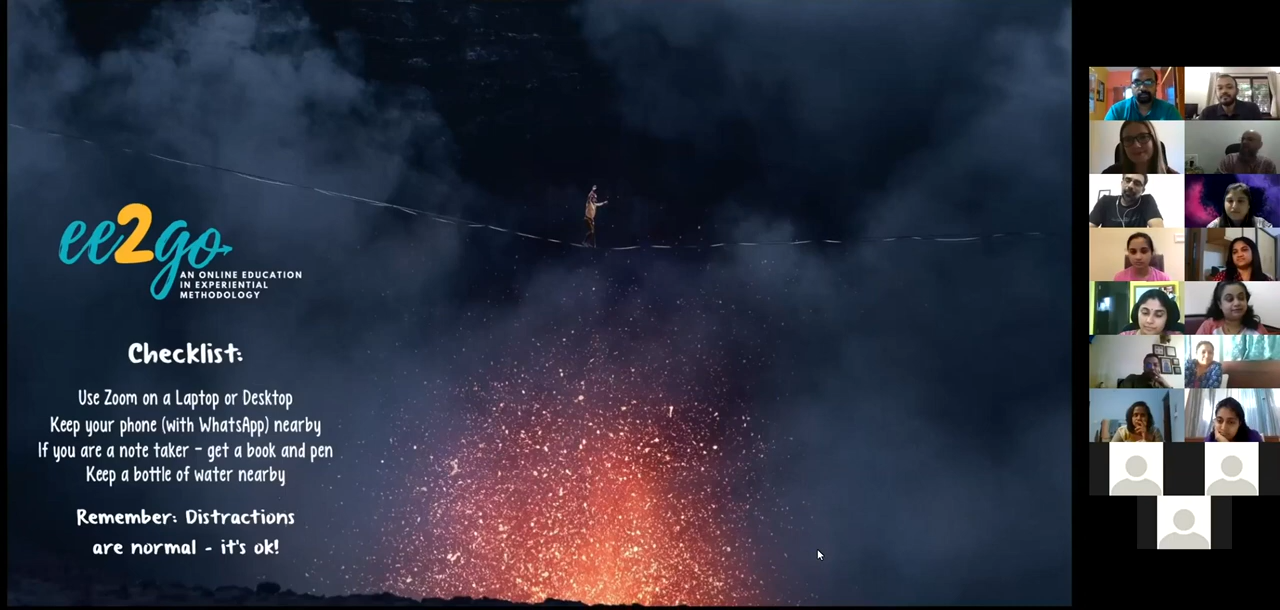 ee2go
AN ONLINE EDUCATION
IN EXPERIENTIAL
METHODOLOGY
Checklist:
Use Zoom on a Laptop or Desktop
Keep your phone (with WhatsApp) nearby
If you are a note taker - get a book and pen
Keep a bottle of water nearby
Remember: Distractions
are normal - it's ok!